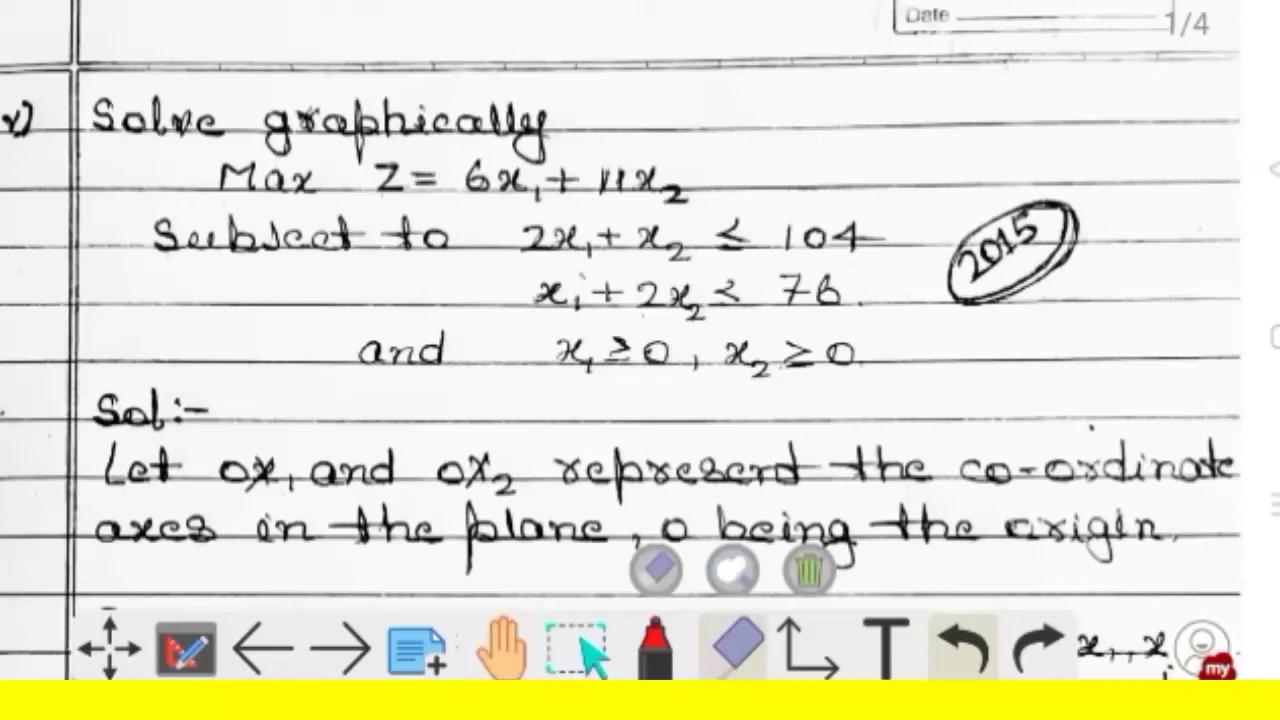 Date
1/4
v) Solve graphically
Max Z = 6x₁ + 11x₂
Subject to 2x₁ + x₂ ≤ 104
x₁ + 2x₂ ≤ 76
2015
and x₁ ≥ 0, x₂ ≥ 0
Sol:-
Let ox₁ and ox₂ represent the co-ordinate
axes in the plane, o being the origin.
T
my